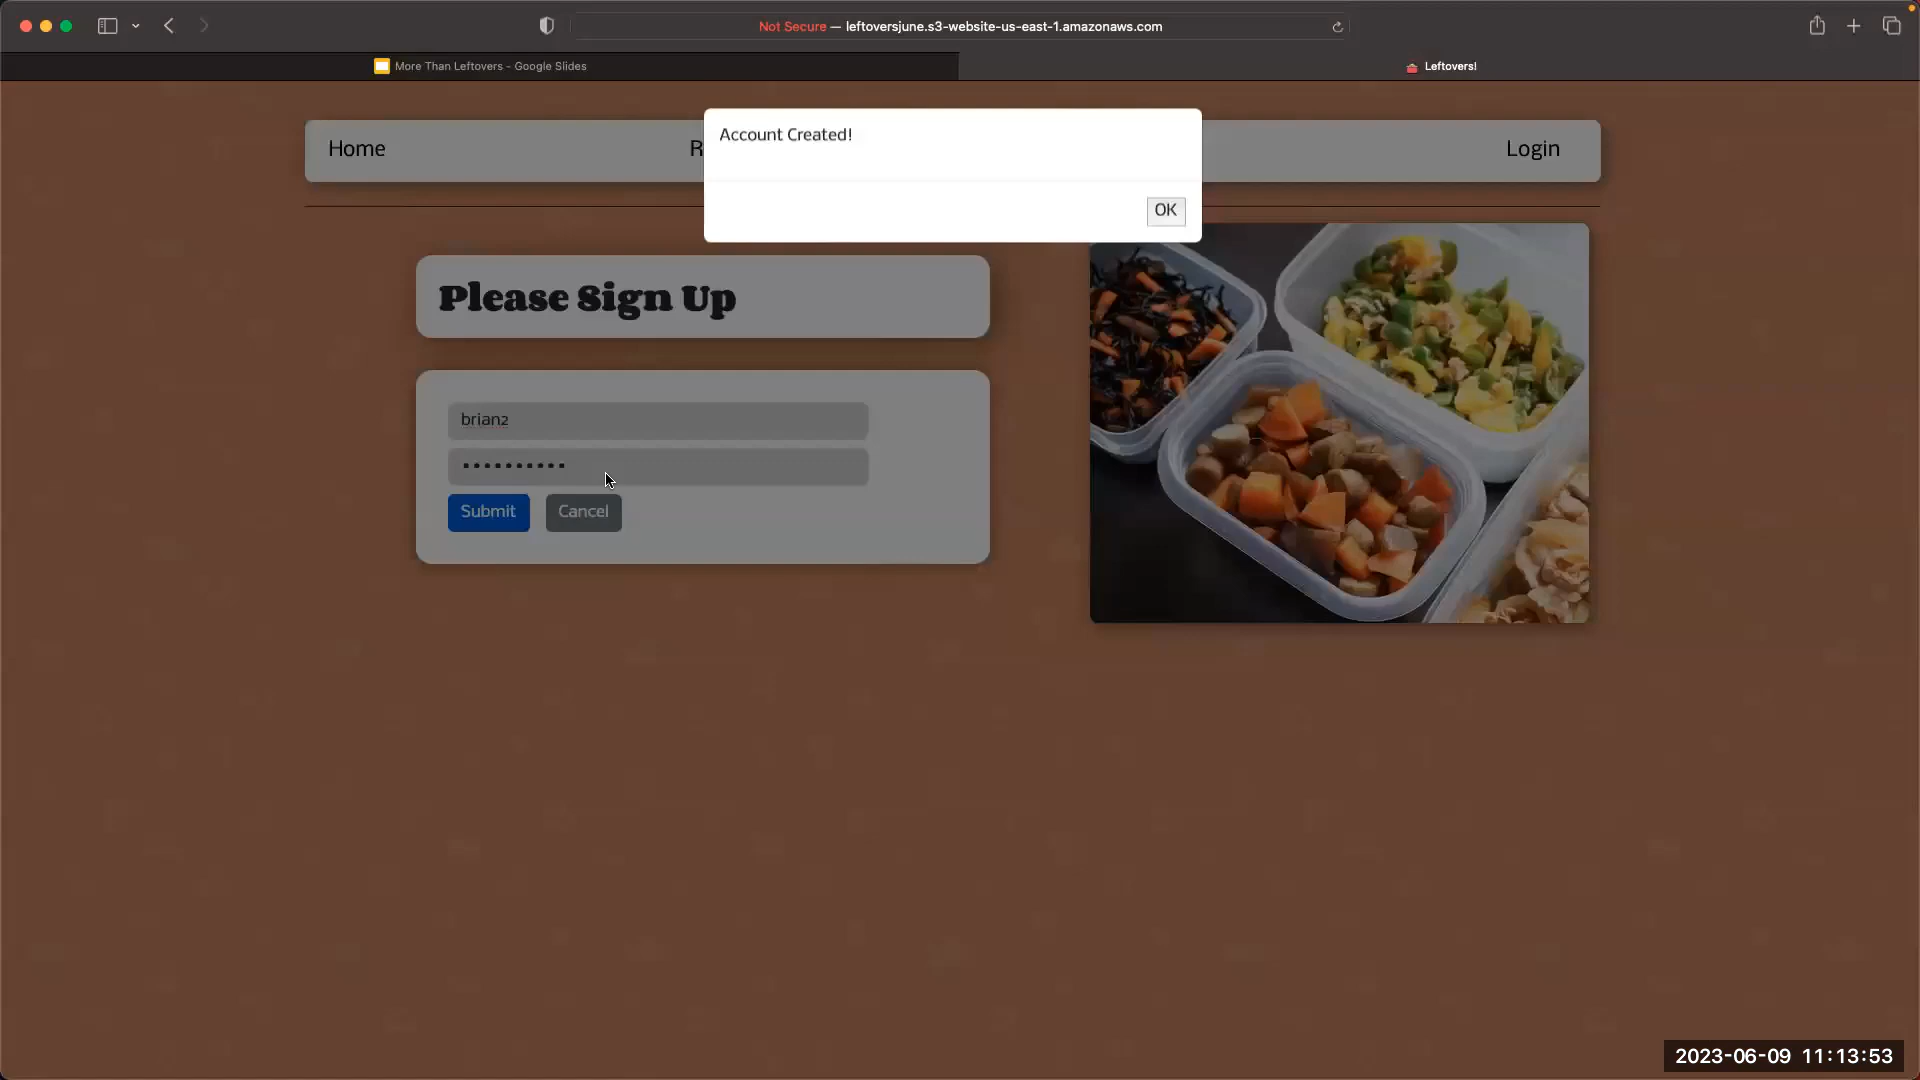 Not Secure — leftoversjune.s3-website-us-east-1.amazonaws.com
More Than Leftovers - Google Slides
Leftovers!
Account Created!
Home
R
Login
OK
Please Sign Up
brian2
Submit
Cancel
2023-06-09 11:13:53